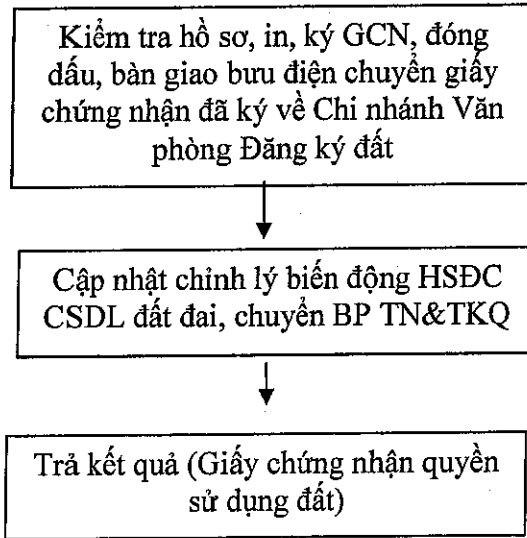 Kiểm tra hồ sơ, in, ký GCN, đóng
dấu, bàn giao bưu điện chuyển giấy
chứng nhận đã ký về Chi nhánh Văn
phòng Đăng ký đất
Cập nhật chỉnh lý biến động HSĐC
CSDL đất đai, chuyển BP TN&TKQ
Trả kết quả (Giấy chứng nhận quyền
sử dụng đất)